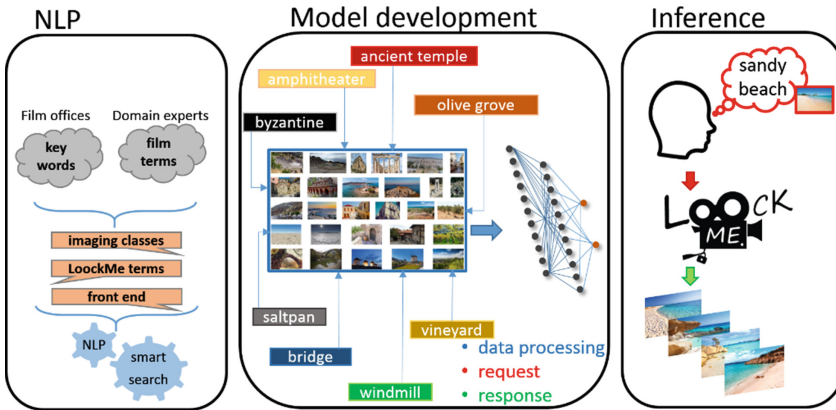 NLP
Model development
Inference
Film offices
key
words
Domain experts
film
terms
imaging classes
LoockMe terms
front end
NLP
smart
search
ancient temple
amphitheater
olive grove
byzantine
saltpan
bridge
windmill
vineyard
• data processing
• request
• response
sandy
beach
LOOCK
ME.